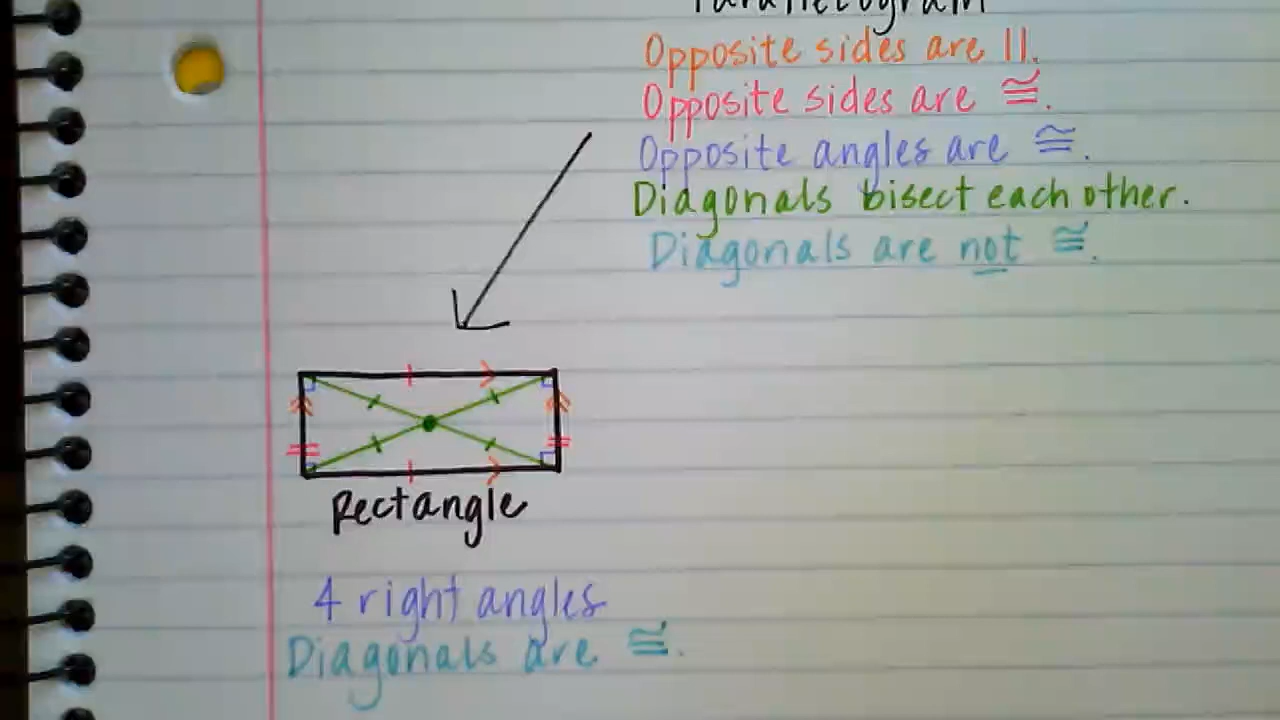 Parallelogram
Opposite sides are ||.
Opposite sides are ≅.
Opposite angles are ≅.
Diagonals bisect each other.
Diagonals are not ≅.
Rectangle
4 right angles
Diagonals are ≅.